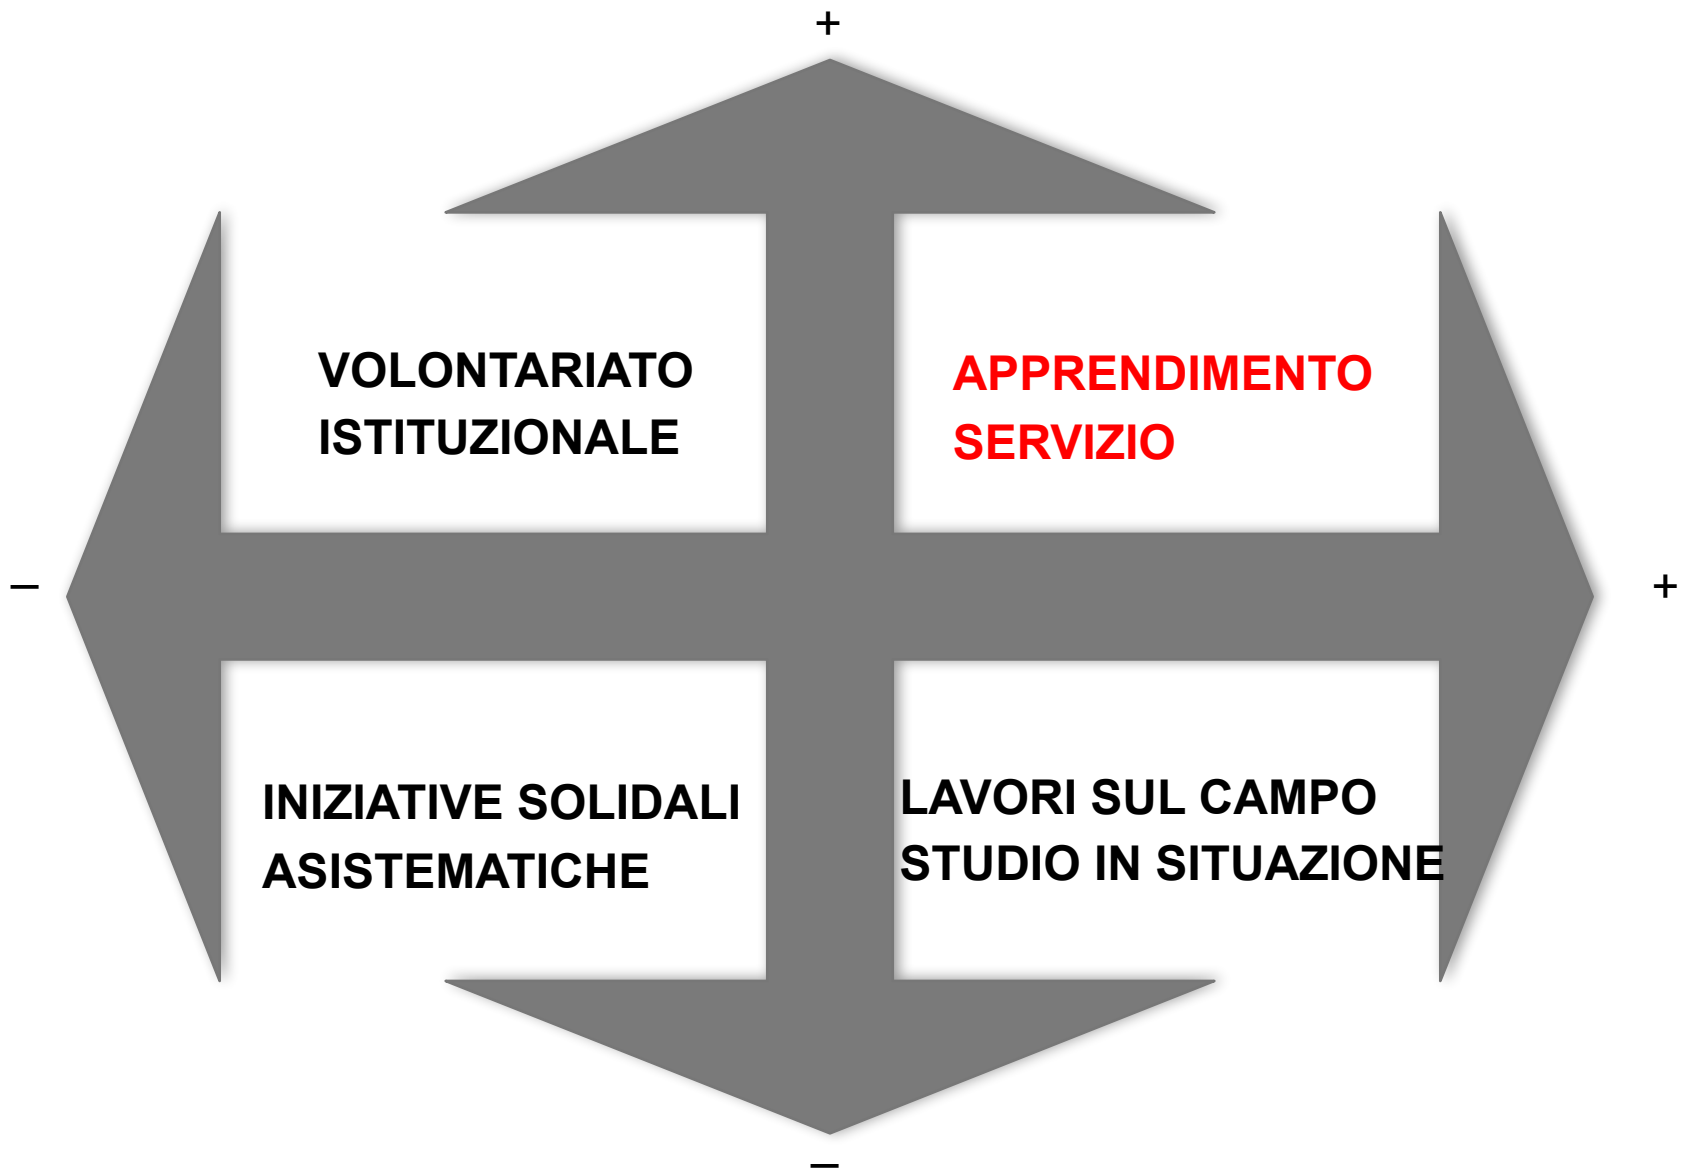 +
VOLONTARIATO
ISTITUZIONALE
APPRENDIMENTO
SERVIZIO
– +
INIZIATIVE SOLIDALI
ASISTEMATICHE
LAVORI SUL CAMPO
STUDIO IN SITUAZIONE
–